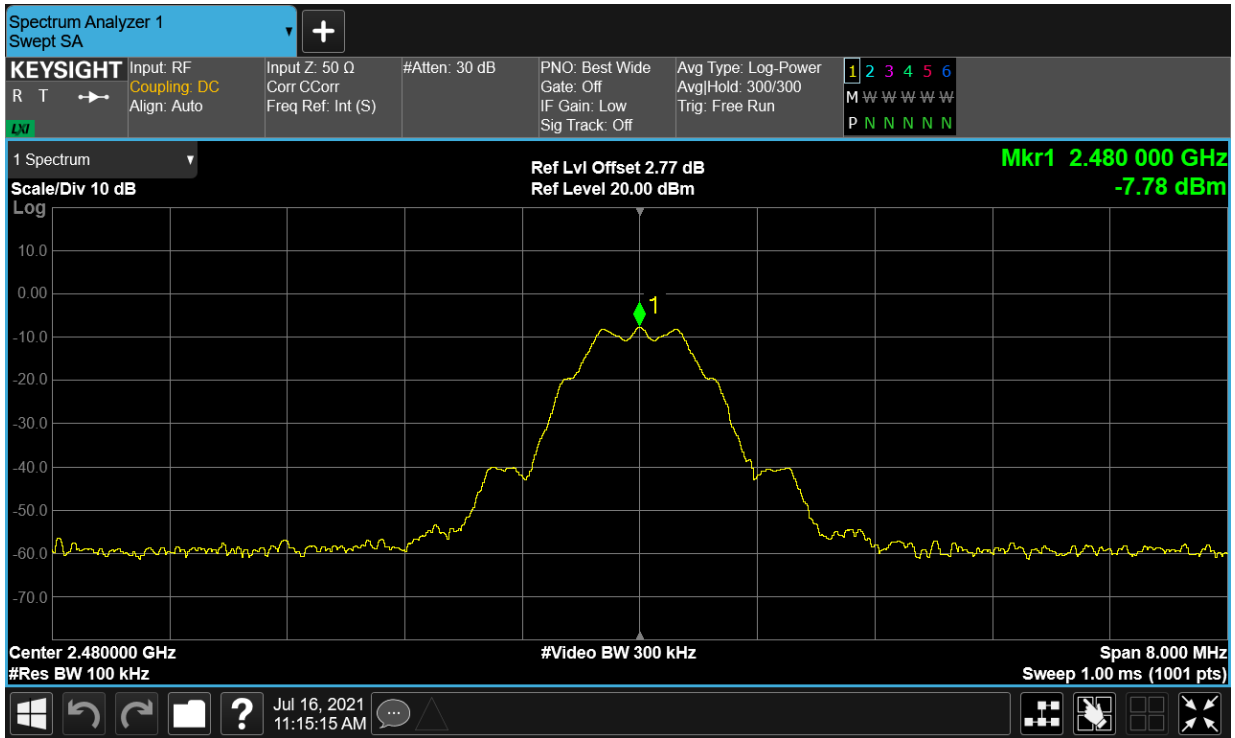 Spectrum Analyzer 1
Swept SA
KEYSIGHT
R T
LXI
Input: RF
Coupling: DC
Align: Auto
Input Z: 50 Ω
Corr CCorr
Freq Ref: Int (S)
#Atten: 30 dB
PNO: Best Wide
Gate: Off
IF Gain: Low
Sig Track: Off
Avg Type: Log-Power
Avg|Hold: 300/300
Trig: Free Run
1 2 3 4 5 6
M W W W W W
P N N N N N
1 Spectrum
Scale/Div 10 dB
Log
Ref Lvl Offset 2.77 dB
Ref Level 20.00 dBm
Mkr1 2.480 000 GHz
-7.78 dBm
10.0
0.00
-10.0
-20.0
-30.0
-40.0
-50.0
-60.0
-70.0
1
Center 2.480000 GHz
#Res BW 100 kHz
#Video BW 300 kHz
Span 8.000 MHz
Sweep 1.00 ms (1001 pts)
?
Jul 16, 2021
11:15:15 AM